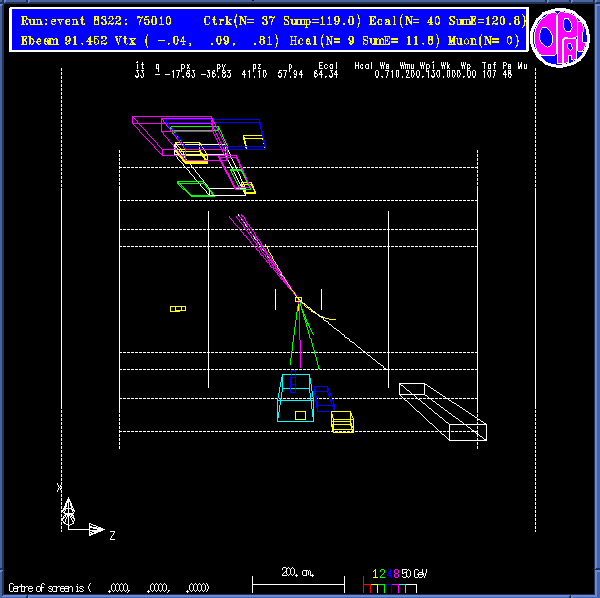 Run:event 8322: 75010 Ctrk(N= 37 Sump=119.0) Ecal(N= 40 SumE=120.8)
Ebeam 91.452 Vtx ( -.04, .09, .81) Hcal(N= 9 SumE= 11.8) Muon(N= 0)
OPAL
it q px py pz p Ecal Hcal We Wmu Wpi Wk Wp Tof Pa Mu
33 - -17.63 -36.83 41.10 57.94 64.34 0.710.200.130.000.00 107 48
X
Z
200. cm.
1 2 4 8 50 GeV
Centre of screen is ( .0000, .0000, .0000)